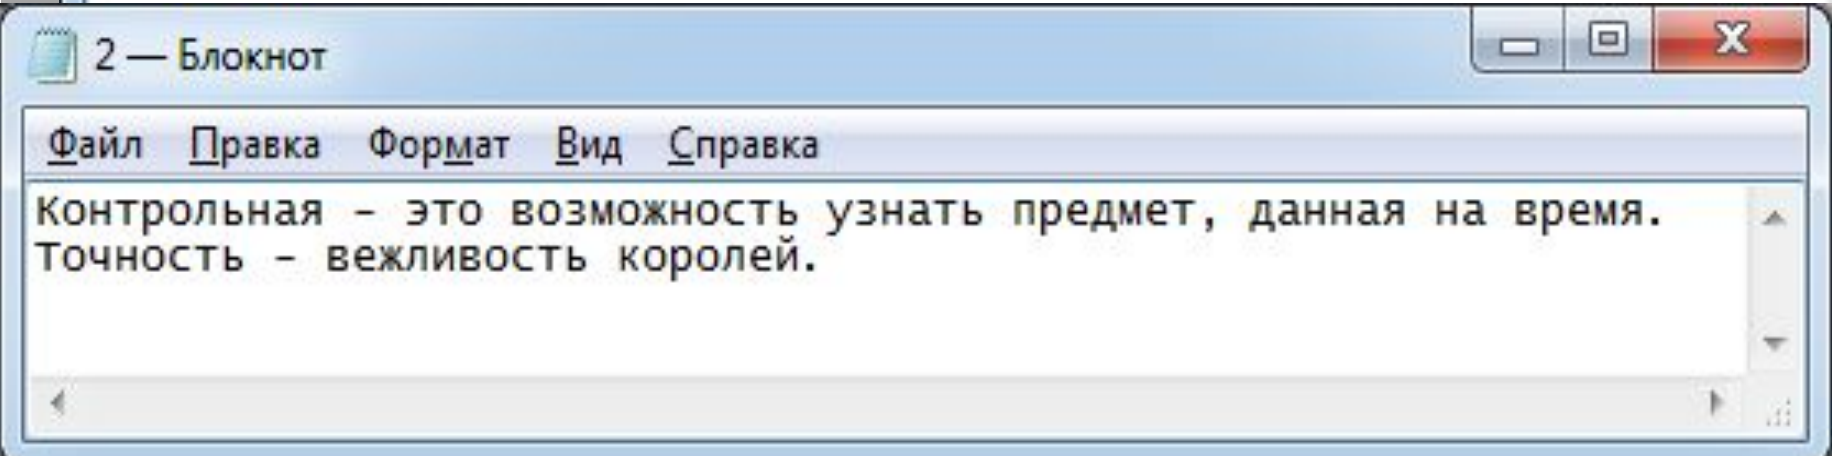 2 — Блокнот
Файл Правка Формат Вид Справка
Контрольная – это возможность узнать предмет, данная на время.
Точность – вежливость королей.